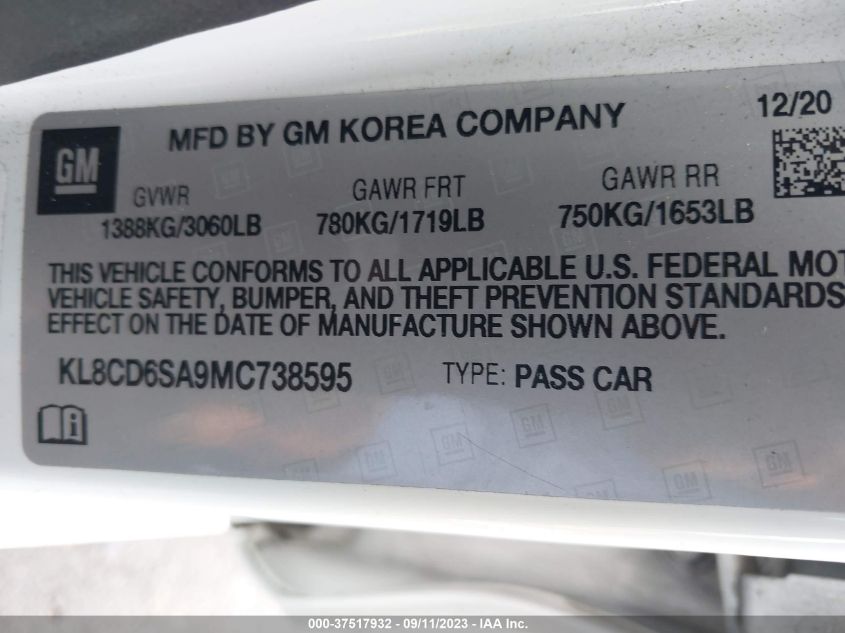 MFD BY GM KOREA COMPANY
12/20
GM
GVWR
GAWR FRT
GAWR RR
1388KG/3060LB
780KG/1719LB
750KG/1653LB
THIS VEHICLE CONFORMS TO ALL APPLICABLE U.S. FEDERAL MOT
VEHICLE SAFETY, BUMPER, AND THEFT PREVENTION STANDARDS
EFFECT ON THE DATE OF MANUFACTURE SHOWN ABOVE.
KL8CD6SA9MC738595
TYPE: PASS CAR
i
000-37517932 - 09/11/2023 - IAA Inc.